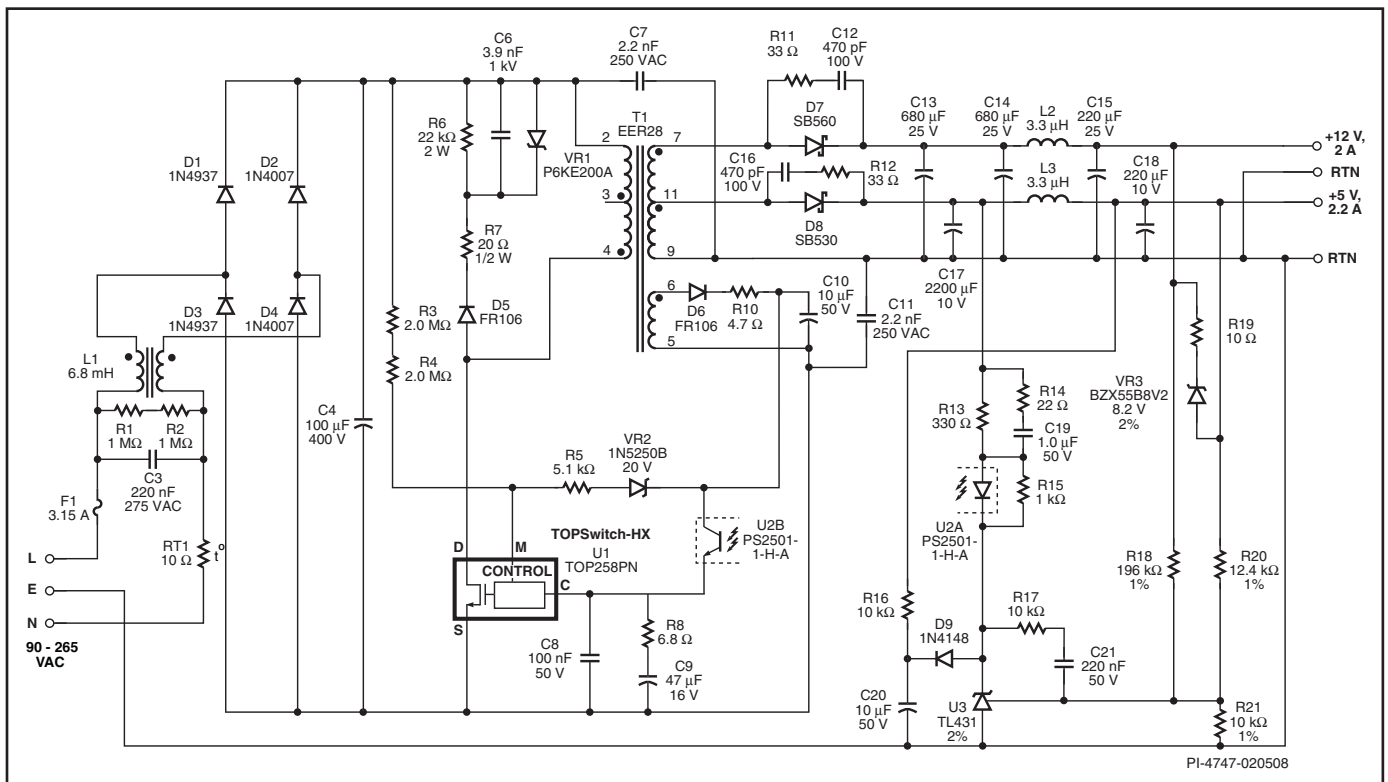 C6
3.9 nF
1 kV
C7
2.2 nF
250 VAC
R11
33 Ω
C12
470 pF
100 V
R6
22 kΩ
2 W
VR1
P6KE200A
T1
EER28
2
3
4
7
11
9
6
5
D7
SB560
C16
470 pF
100 V
R12
33 Ω
D8
SB530
C13
680 µF
25 V
C14
680 µF
25 V
L2
3.3 µH
C15
220 µF
25 V
L3
3.3 µH
C18
220 µF
10 V
+12 V,
2 A
RTN
+5 V,
2.2 A
RTN
D1
1N4937
D2
1N4007
D3
1N4937
D4
1N4007
R7
20 Ω
1/2 W
D5
FR106
R3
2.0 MΩ
R4
2.0 MΩ
D6
FR106
R10
4.7 Ω
C10
10 µF
50 V
C11
2.2 nF
250 VAC
C17
2200 µF
10 V
R19
10 Ω
VR3
BZX55B8V2
8.2 V
2%
L1
6.8 mH
R1
1 MΩ
R2
1 MΩ
C3
220 nF
275 VAC
C4
100 µF
400 V
F1
3.15 A
RT1
10 Ω
t°
L
E
N
90 - 265
VAC
R5
5.1 kΩ
VR2
1N5250B
20 V
U2B
PS2501-
1-H-A
TOPSwitch-HX
U1
TOP258PN
D
M
CONTROL
C
S
C8
100 nF
50 V
R8
6.8 Ω
C9
47 µF
16 V
R13
330 Ω
R14
22 Ω
C19
1.0 µF
50 V
R15
1 kΩ
U2A
PS2501-
1-H-A
R16
10 kΩ
D9
1N4148
R17
10 kΩ
C21
220 nF
50 V
C20
10 µF
50 V
U3
TL431
2%
R18
196 kΩ
1%
R20
12.4 kΩ
1%
R21
10 kΩ
1%
PI-4747-020508